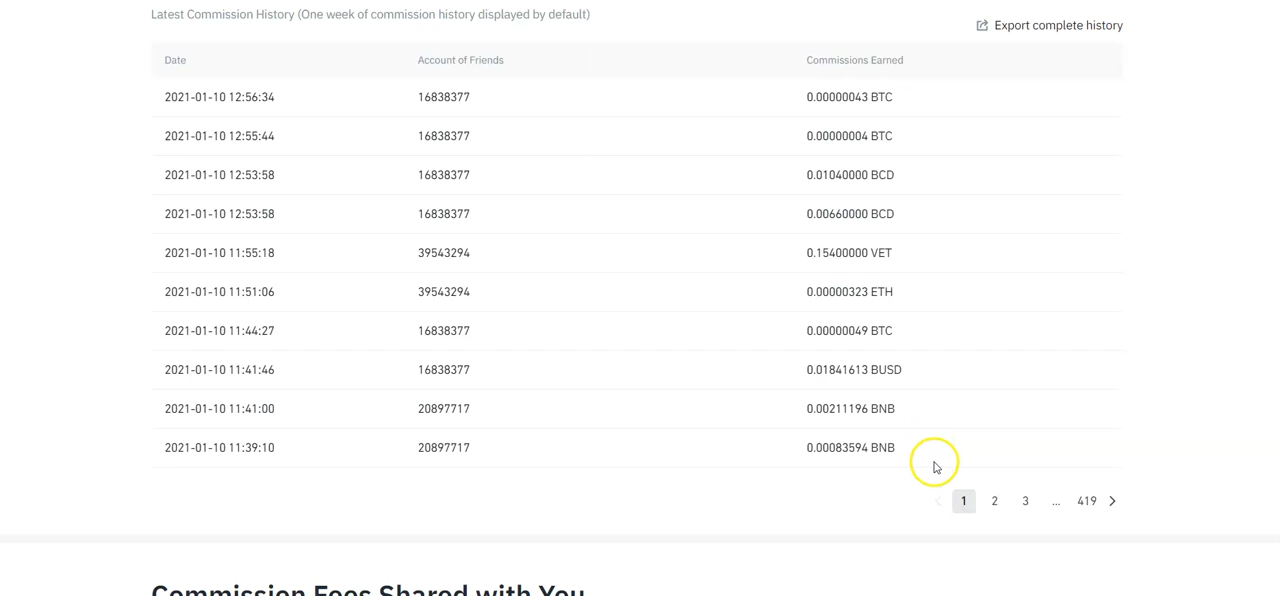 Latest Commission History (One week of commission history displayed by default)
Export complete history
Date Account of Friends Commissions Earned
2021-01-10 12:56:34 16838377 0.00000043 BTC
2021-01-10 12:55:44 16838377 0.00000004 BTC
2021-01-10 12:53:58 16838377 0.01040000 BCD
2021-01-10 12:53:58 16838377 0.00660000 BCD
2021-01-10 11:55:18 39543294 0.15400000 VET
2021-01-10 11:51:06 39543294 0.00000323 ETH
2021-01-10 11:44:27 16838377 0.00000049 BTC
2021-01-10 11:41:46 16838377 0.01841613 BUSD
2021-01-10 11:41:00 20897717 0.00211196 BNB
2021-01-10 11:39:10 20897717 0.00083594 BNB
1 2 3 ... 419
Commission Fees Shared with You